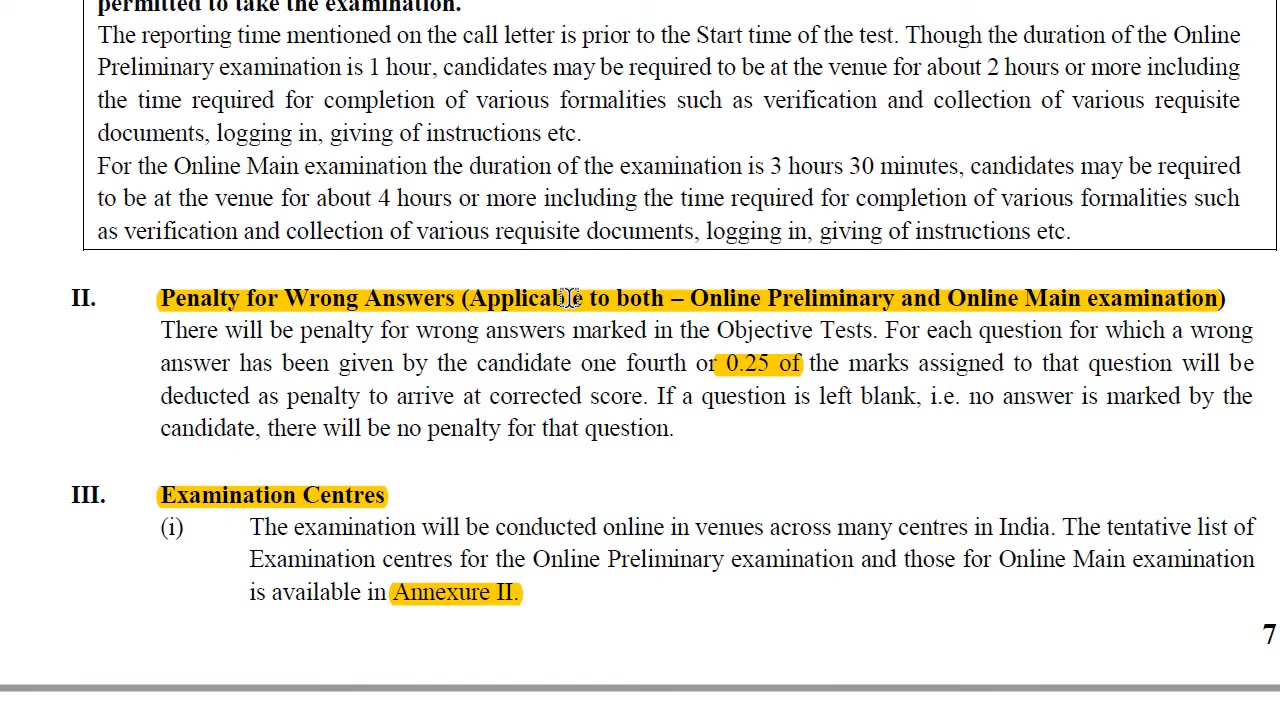 permitted to take the examination.
The reporting time mentioned on the call letter is prior to the Start time of the test. Though the duration of the Online
Preliminary examination is 1 hour, candidates may be required to be at the venue for about 2 hours or more including
the time required for completion of various formalities such as verification and collection of various requisite
documents, logging in, giving of instructions etc.
For the Online Main examination the duration of the examination is 3 hours 30 minutes, candidates may be required
to be at the venue for about 4 hours or more including the time required for completion of various formalities such
as verification and collection of various requisite documents, logging in, giving of instructions etc.
II. Penalty for Wrong Answers (Applicable to both – Online Preliminary and Online Main examination)
There will be penalty for wrong answers marked in the Objective Tests. For each question for which a wrong
answer has been given by the candidate one fourth or 0.25 of the marks assigned to that question will be
deducted as penalty to arrive at corrected score. If a question is left blank, i.e. no answer is marked by the
candidate, there will be no penalty for that question.
III. Examination Centres
(i) The examination will be conducted online in venues across many centres in India. The tentative list of
Examination centres for the Online Preliminary examination and those for Online Main examination
is available in Annexure II.
7